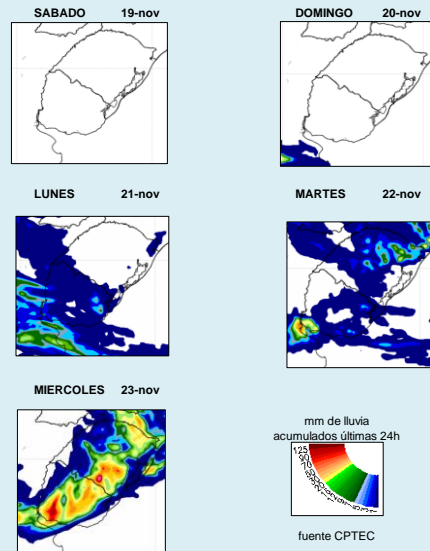 SABADO 19-nov
DOMINGO 20-nov
LUNES 21-nov
MARTES 22-nov
MIERCOLES 23-nov
mm de lluvia
acumulados últimas 24h
125
fuente CPTEC